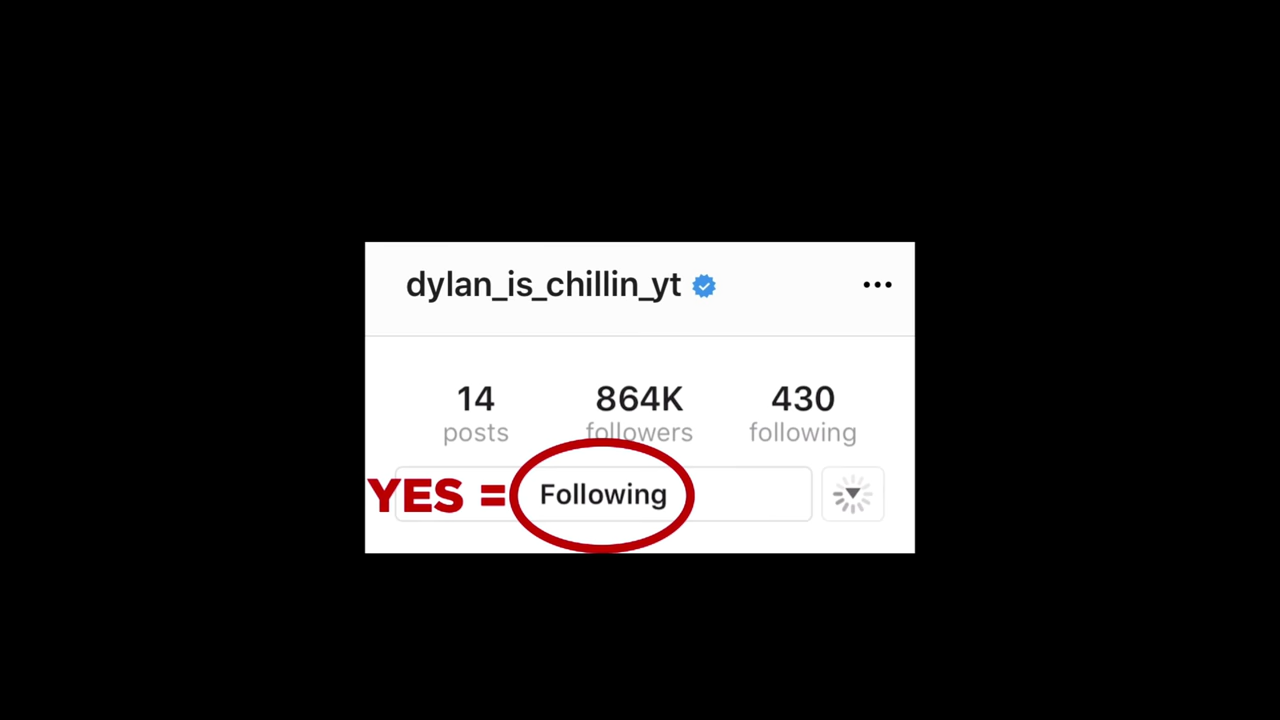 dylan_is_chillin_yt
14 864K 430
posts followers following
YES = Following